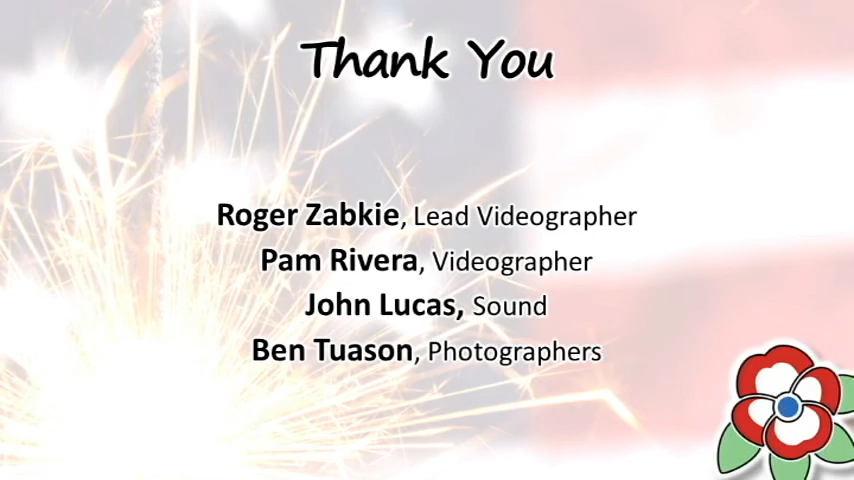 Thank You
Roger Zabkie, Lead Videographer
Pam Rivera, Videographer
John Lucas, Sound
Ben Tuason, Photographers